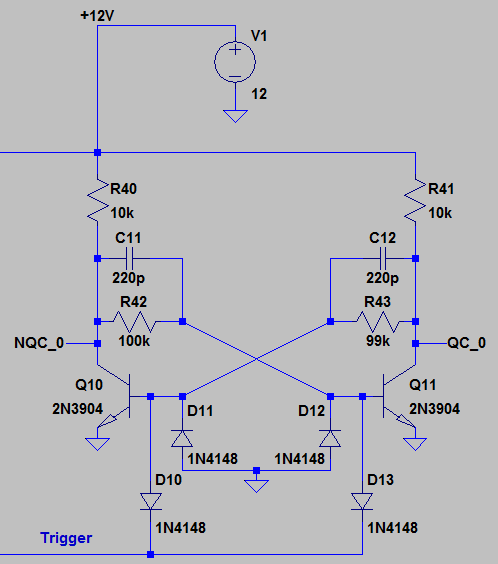 +12V
V1
12
R40
10k
R41
10k
C11
220p
C12
220p
R42
100k
R43
99k
NQC_0
QC_0
Q10
2N3904
Q11
2N3904
D11
1N4148
D12
1N4148
D10
1N4148
D13
1N4148
Trigger